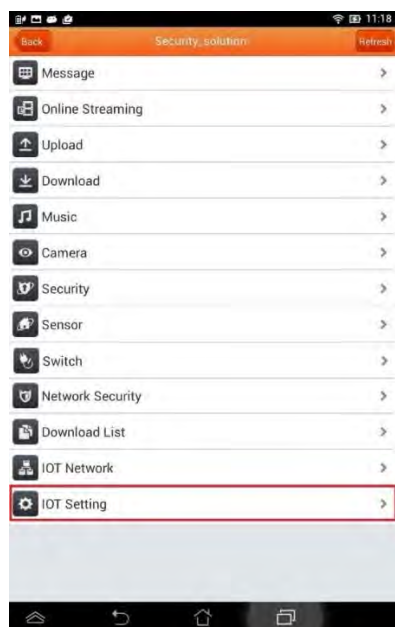 11:18
Back Security_solution Refresh
Message
Online Streaming
Upload
Download
Music
Camera
Security
Sensor
Switch
Network Security
Download List
IOT Network
IOT Setting